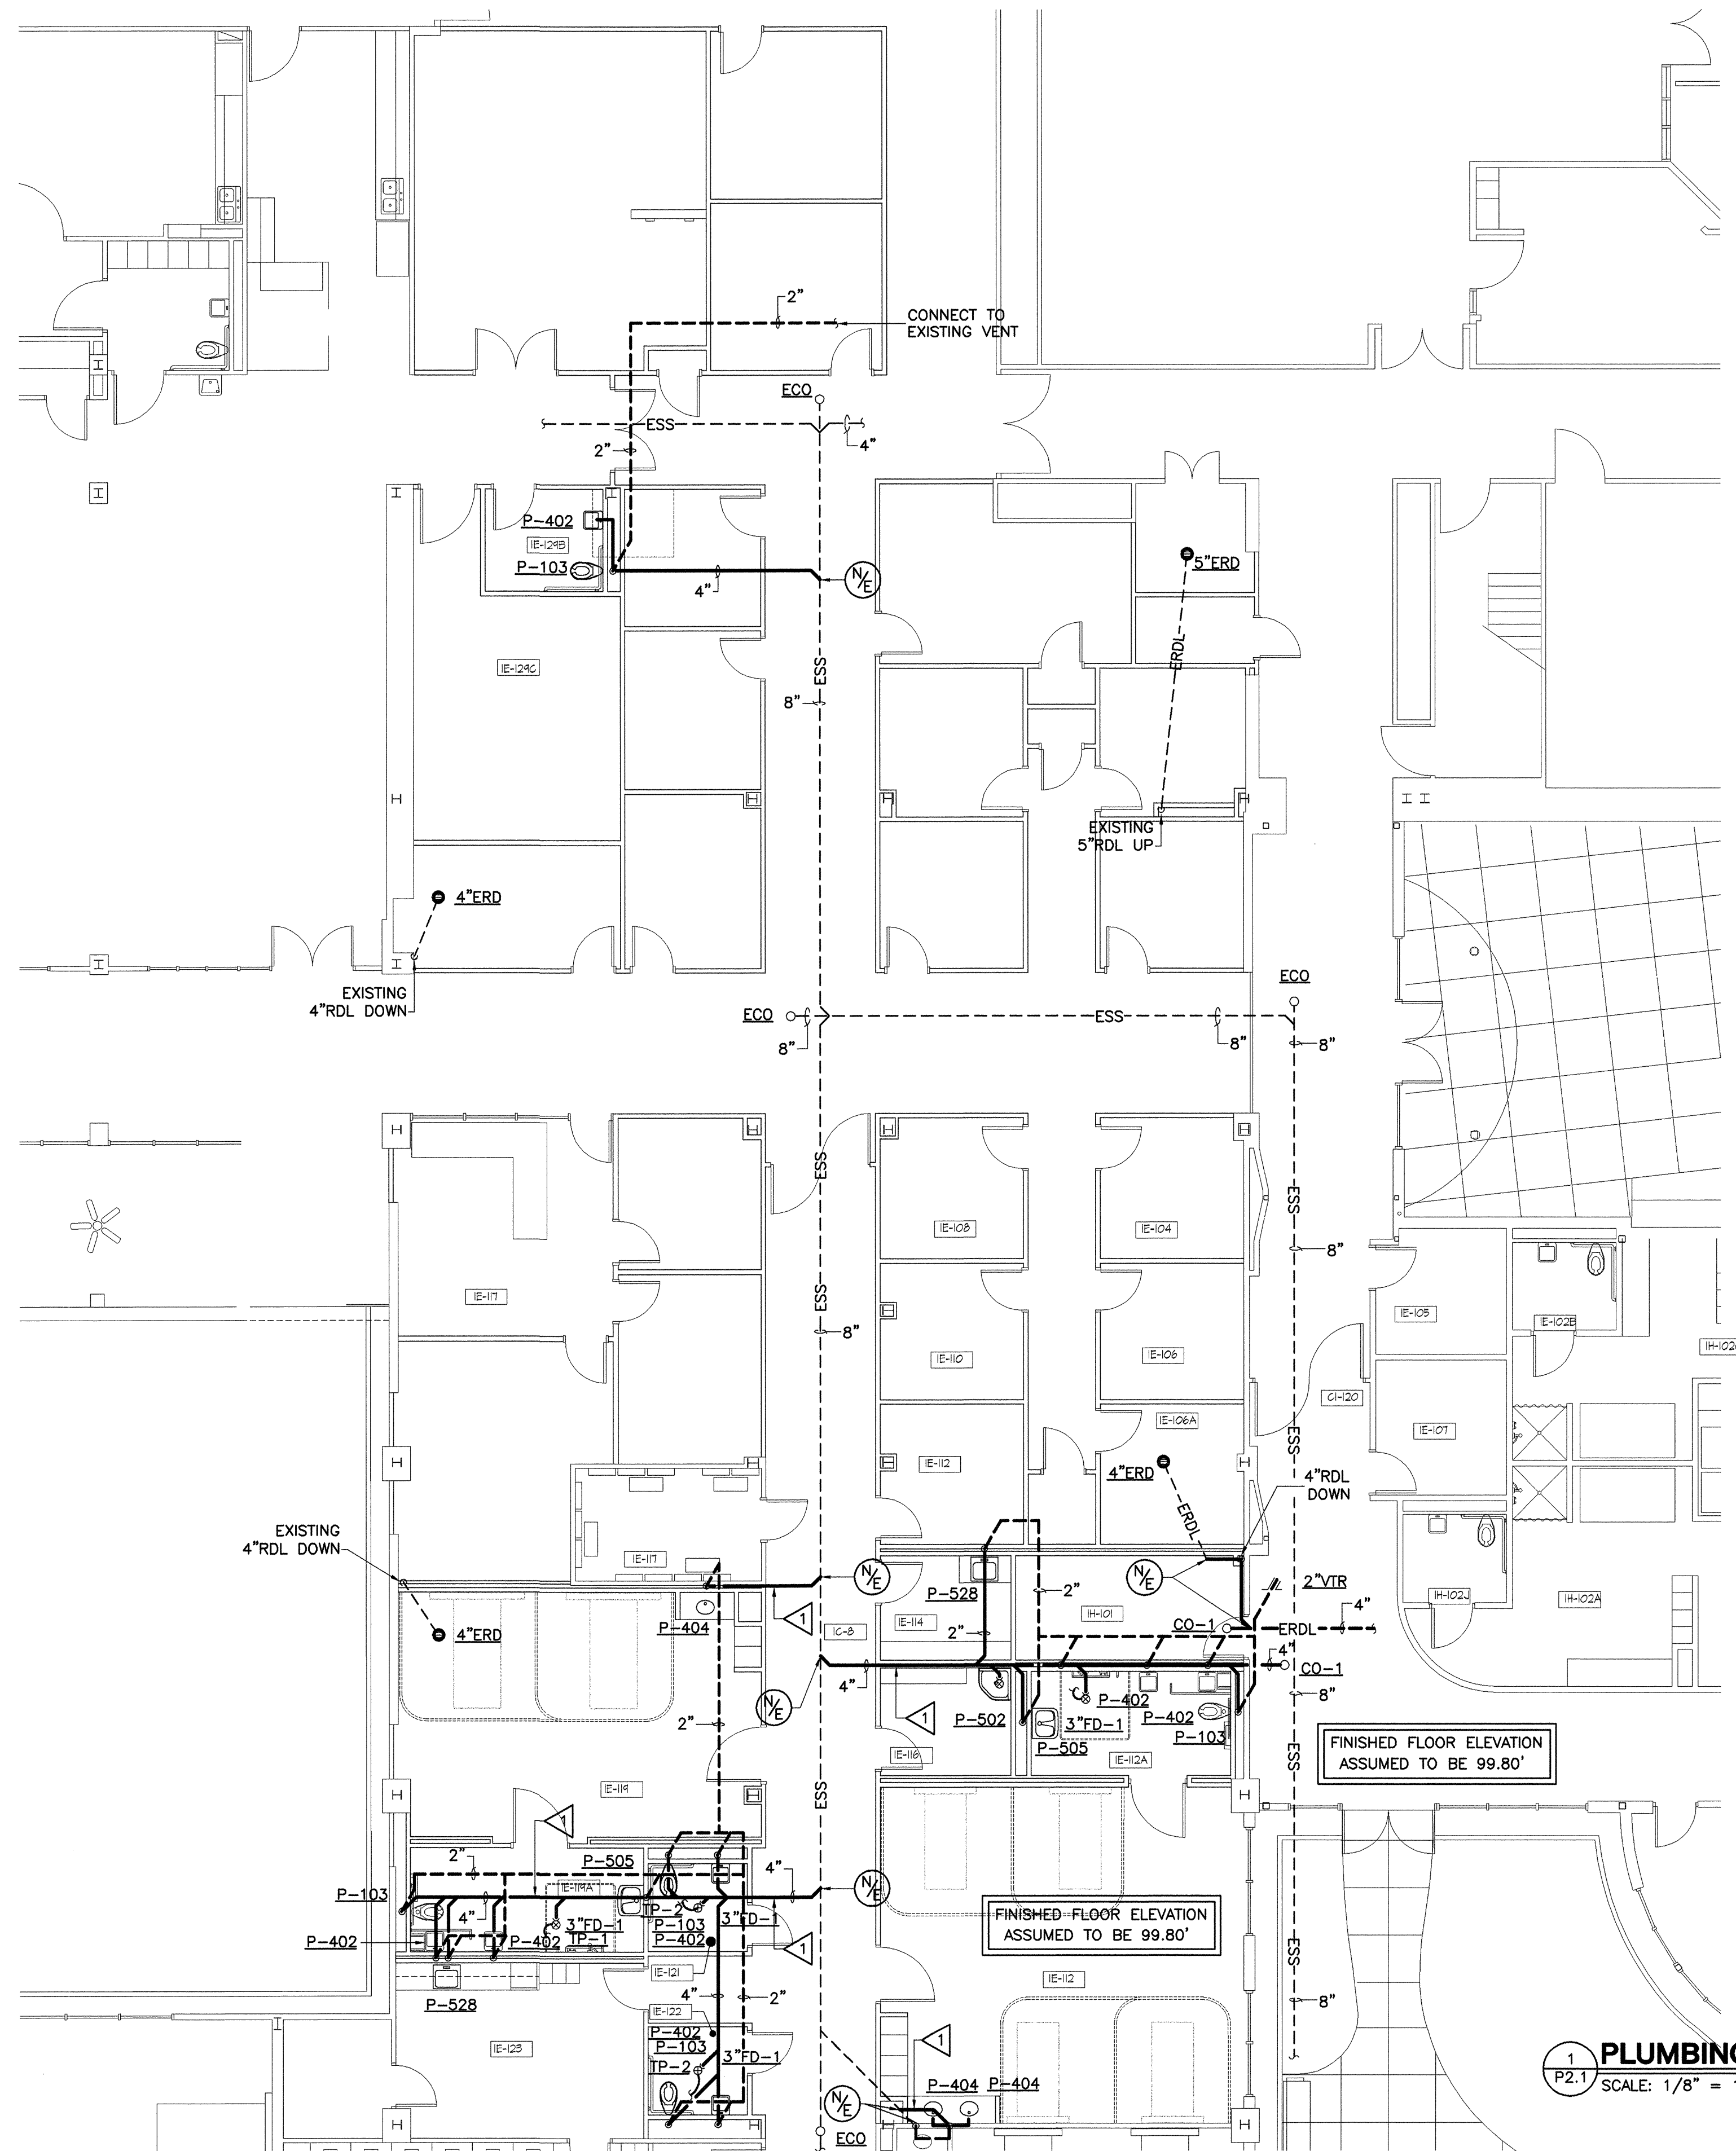 2"
CONNECT TO
EXISTING VENT
ECO
ESS
4"
2"
P-402
IE-129B
P-103
4"
N/E
5"ERD
ERDL
IE-129C
ESS
8"
EXISTING
5"RDL UP
4"ERD
EXISTING
4"RDL DOWN
ECO
ECO
ESS
8"
8"
8"
ESS
ESS
IE-108
IE-104
8"
IE-117
ESS
8"
IE-105
IE-102B
IE-110
IE-106
CI-120
IE-106A
IE-107
ESS
IE-112
4"ERD
4"RDL
DOWN
ERDL
EXISTING
4"RDL DOWN
IE-117
N/E
1
P-528
2"
N/E
2"VTR
IH-102J
IH-102A
P-404
IE-114
IH-101
4"
4"ERD
IC-8
2"
CO-1
ERDL
4"
CO-1
4"
8"
N/E
1
2"
P-502
P-402
3"FD-1
P-402
P-505
P-103
IE-116
IE-112A
FINISHED FLOOR ELEVATION
ASSUMED TO BE 99.80'
ESS
ESS
IE-119
1
2"
P-505
4"
N/E
P-103
IE-119A
4"
TP-2
3"FD-1
P-103
3"FD-1
P-402
P-402
TP-1
P-402
1
FINISHED FLOOR ELEVATION
ASSUMED TO BE 99.80'
ESS
IE-121
IE-112
P-528
4"
2"
8"
IE-122
P-402
P-103
IE-123
TP-2
3"FD-1
1
P-404
P-404
N/E
ECO
1
P2.1
PLUMBING
SCALE: 1/8" =